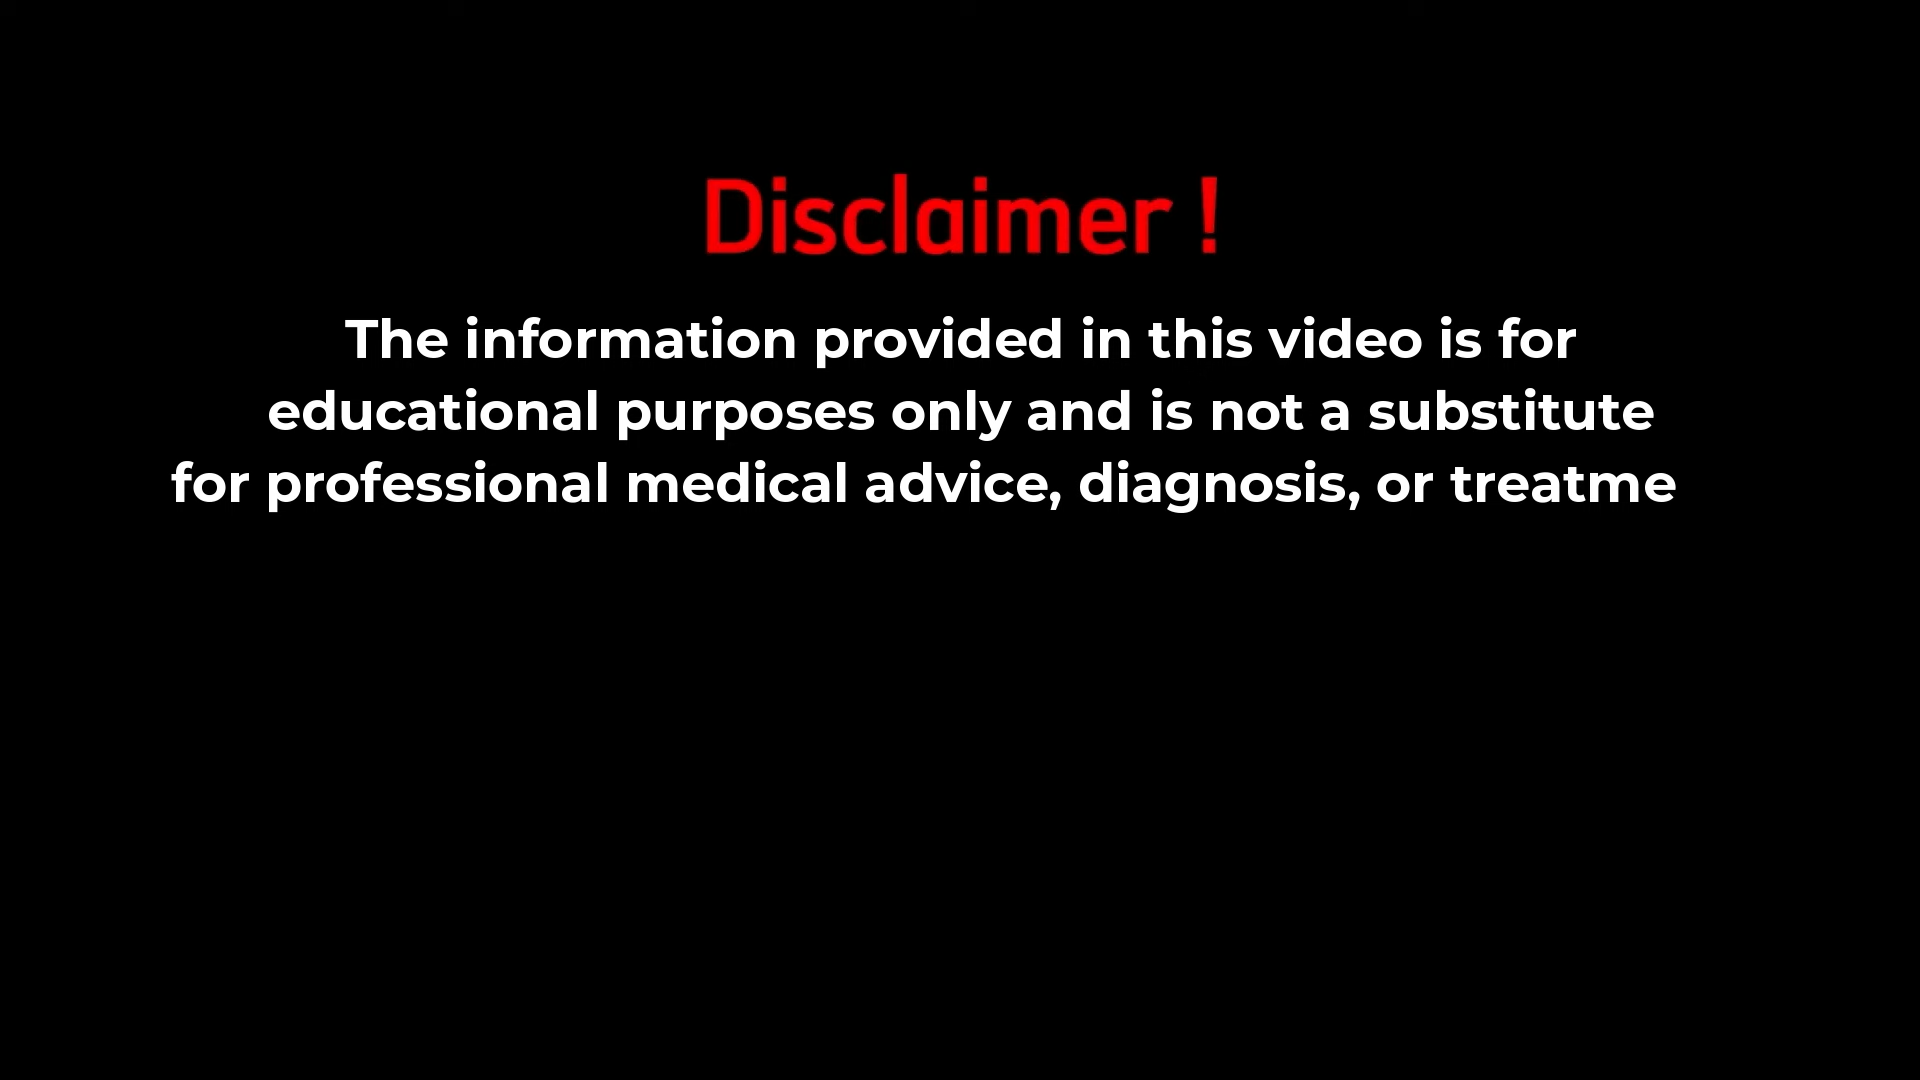 Disclaimer !
The information provided in this video is for
educational purposes only and is not a substitute
for professional medical advice, diagnosis, or treatme